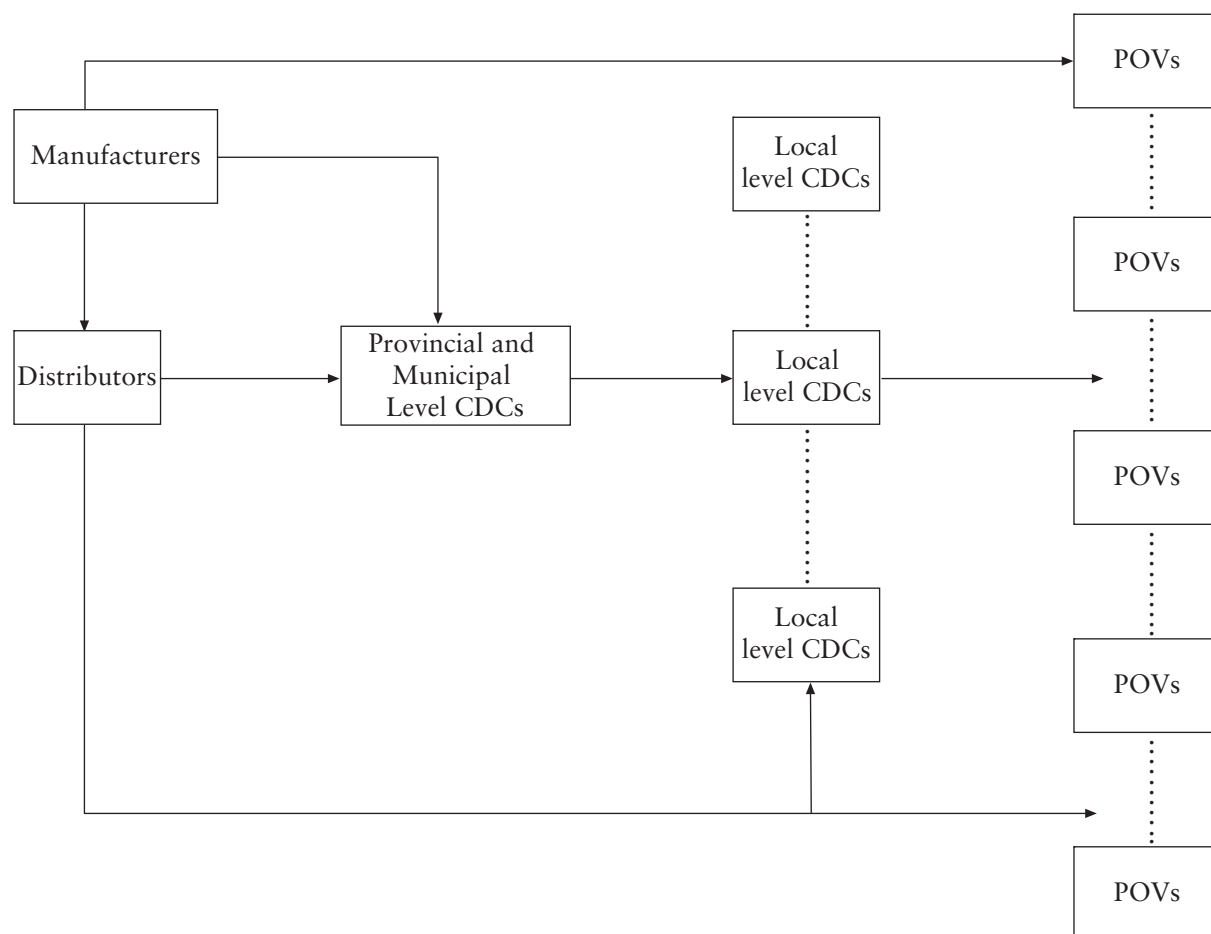 POVs
Manufacturers
Local
level CDCs
POVs
Distributors
Provincial and
Municipal
Level CDCs
Local
level CDCs
POVs
Local
level CDCs
POVs
POVs